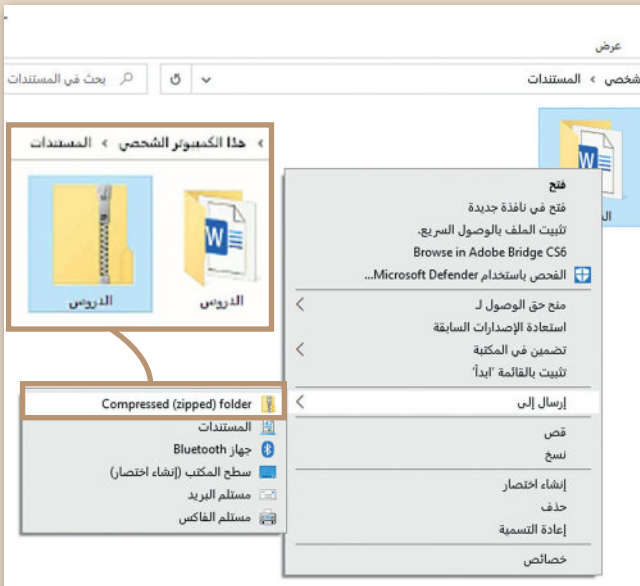 عرض
شخصي › المستندات
بحث في المستندات
هذا الكمبيوتر الشخصي › المستندات
الدروس
الدروس
فتح
فتح في نافذة جديدة
تثبيت الملف بالوصول السريع.
Browse in Adobe Bridge CS6
الفحص باستخدام Microsoft Defender...
منح حق الوصول لـ
استعادة الإصدارات السابقة
تضمين في المكتبة
تثبيت بالقائمة 'ابدأ'
إرسال إلى
قص
نسخ
إنشاء اختصار
حذف
إعادة التسمية
خصائص
Compressed (zipped) folder
المستندات
جهاز Bluetooth
سطح المكتب (إنشاء اختصار)
مستلم البريد
مستلم الفاكس